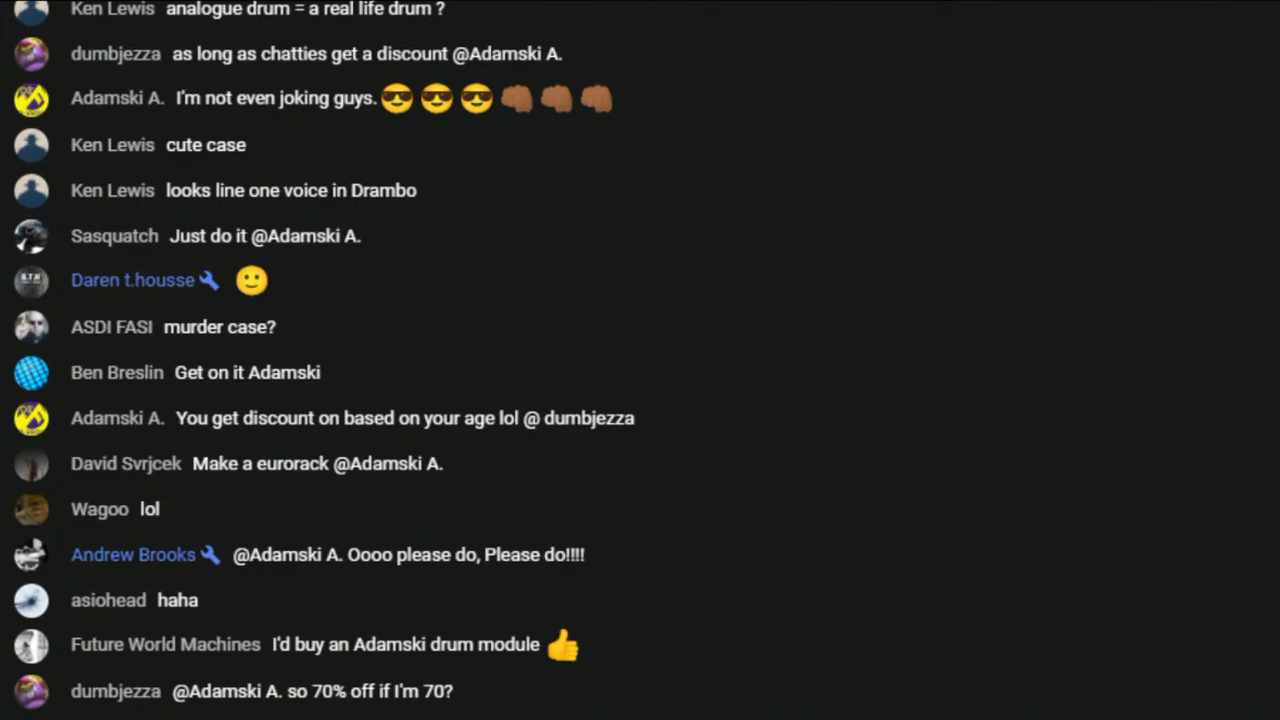 Ken Lewis analogue drum = a real life drum ?
dumbjezza as long as chatties get a discount @Adamski A.
Adamski A. I'm not even joking guys. 😎😎😎👊🏾👊🏾👊🏾
Ken Lewis cute case
Ken Lewis looks line one voice in Drambo
Sasquatch Just do it @Adamski A.
Daren t.housse 🙂
ASDI FASI murder case?
Ben Breslin Get on it Adamski
Adamski A. You get discount on based on your age lol @ dumbjezza
David Svrjcek Make a eurorack @Adamski A.
Wagoo lol
Andrew Brooks @Adamski A. Oooo please do, Please do!!!!
asiohead haha
Future World Machines I'd buy an Adamski drum module 👍
dumbjezza @Adamski A. so 70% off if I'm 70?